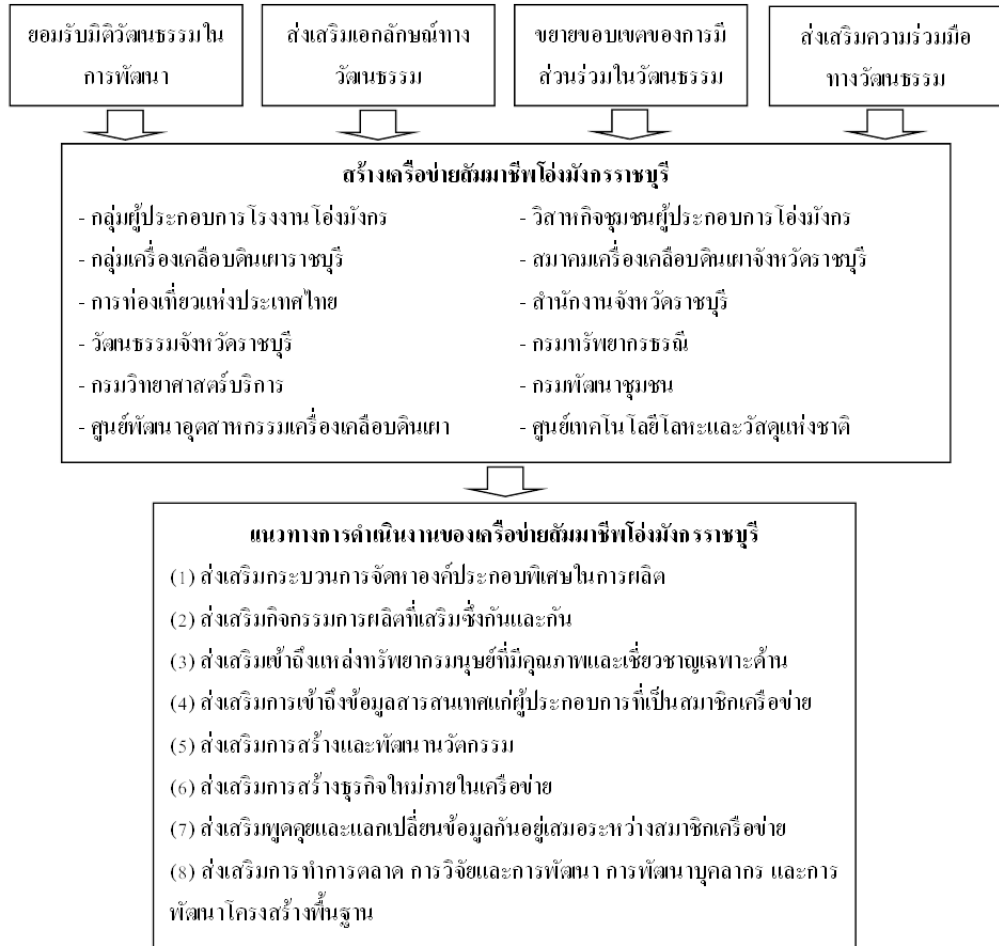 ยอมรับมิติวัฒนธรรมใน
การพัฒนา
ส่งเสริมเอกลักษณ์ทาง
วัฒนธรรม
ขยายขอบเขตของการมี
ส่วนร่วมในวัฒนธรรม
ส่งเสริมความร่วมมือ
ทางวัฒนธรรม
สร้างเครือข่ายสัมมาชีพโอ่งมังกรราชบุรี
- กลุ่มผู้ประกอบการโรงงานโอ่งมังกร
- วิสาหกิจชุมชนผู้ประกอบการโอ่งมังกร
- กลุ่มเครื่องเคลือบดินเผาราชบุรี
- สมาคมเครื่องเคลือบดินเผาจังหวัดราชบุรี
- การท่องเที่ยวแห่งประเทศไทย
- สำนักงานจังหวัดราชบุรี
- วัฒนธรรมจังหวัดราชบุรี
- กรมทรัพยากรธรณี
- กรมวิทยาศาสตร์บริการ
- กรมพัฒนาชุมชน
- ศูนย์พัฒนาอุตสาหกรรมเครื่องเคลือบดินเผา
- ศูนย์เทคโนโลยีโลหะและวัสดุแห่งชาติ
แนวทางการดำเนินงานของเครือข่ายสัมมาชีพโอ่งมังกรราชบุรี
(1) ส่งเสริมกระบวนการจัดหาองค์ประกอบพิเศษในการผลิต
(2) ส่งเสริมกิจกรรมการผลิตที่เสริมซึ่งกันและกัน
(3) ส่งเสริมเข้าถึงแหล่งทรัพยากรมนุษย์ที่มีคุณภาพและเชี่ยวชาญเฉพาะด้าน
(4) ส่งเสริมการเข้าถึงข้อมูลสารสนเทศแก่ผู้ประกอบการที่เป็นสมาชิกเครือข่าย
(5) ส่งเสริมการสร้างและพัฒนานวัตกรรม
(6) ส่งเสริมการสร้างธุรกิจใหม่ภายในเครือข่าย
(7) ส่งเสริมพูดคุยและแลกเปลี่ยนข้อมูลกันอยู่เสมอระหว่างสมาชิกเครือข่าย
(8) ส่งเสริมการทำการตลาด การวิจัยและการพัฒนา การพัฒนาบุคลากร และการ
พัฒนาโครงสร้างพื้นฐาน